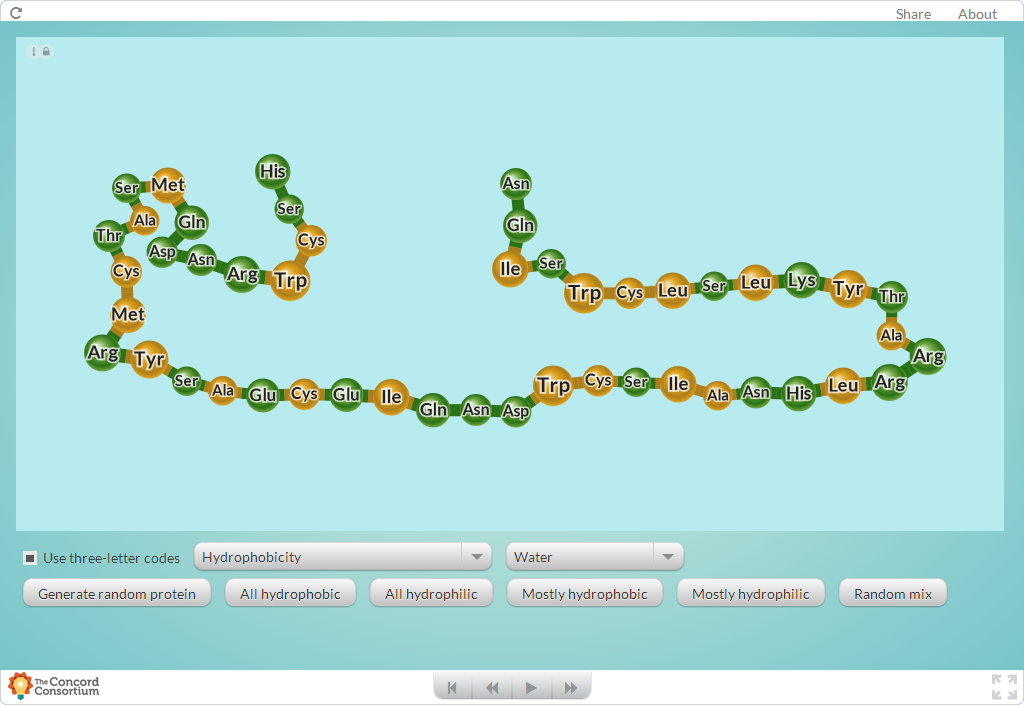 Share About
His
Ser Met
Asn
Ser
Ala Gln
Gln
Thr
Cys
Asp
Asn
Ser
Ile
Cys
Arg Trp
Leu Lys
Trp Cys Leu Ser
Tyr
Thr
Met
Ala
Arg
Tyr
Arg
Ser
Trp Cys Ser Ile
Leu Arg
Ala Glu Cys Glu Ile
Ala Asn His
Gln Asn Asp
Use three-letter codes Hydrophobicity Water
Generate random protein All hydrophobic All hydrophilic Mostly hydrophobic Mostly hydrophilic Random mix
The Concord
Consortium